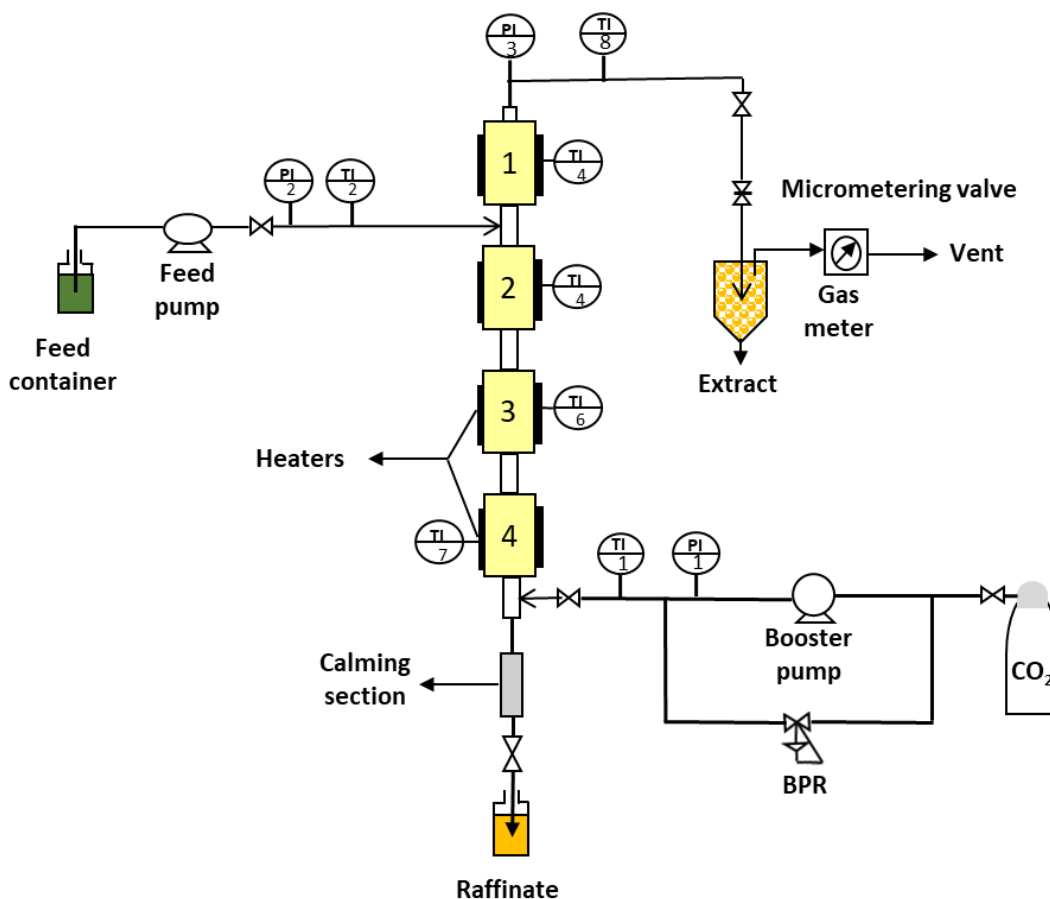 PI
3
TI
8
1
TI
4
PI
2
TI
2
Micrometering valve
Feed
pump
2
TI
4
Gas
meter
Vent
Feed
container
Extract
3
TI
6
Heaters
4
TI
7
TI
1
PI
1
Booster
pump
CO₂
Calming
section
BPR
Raffinate